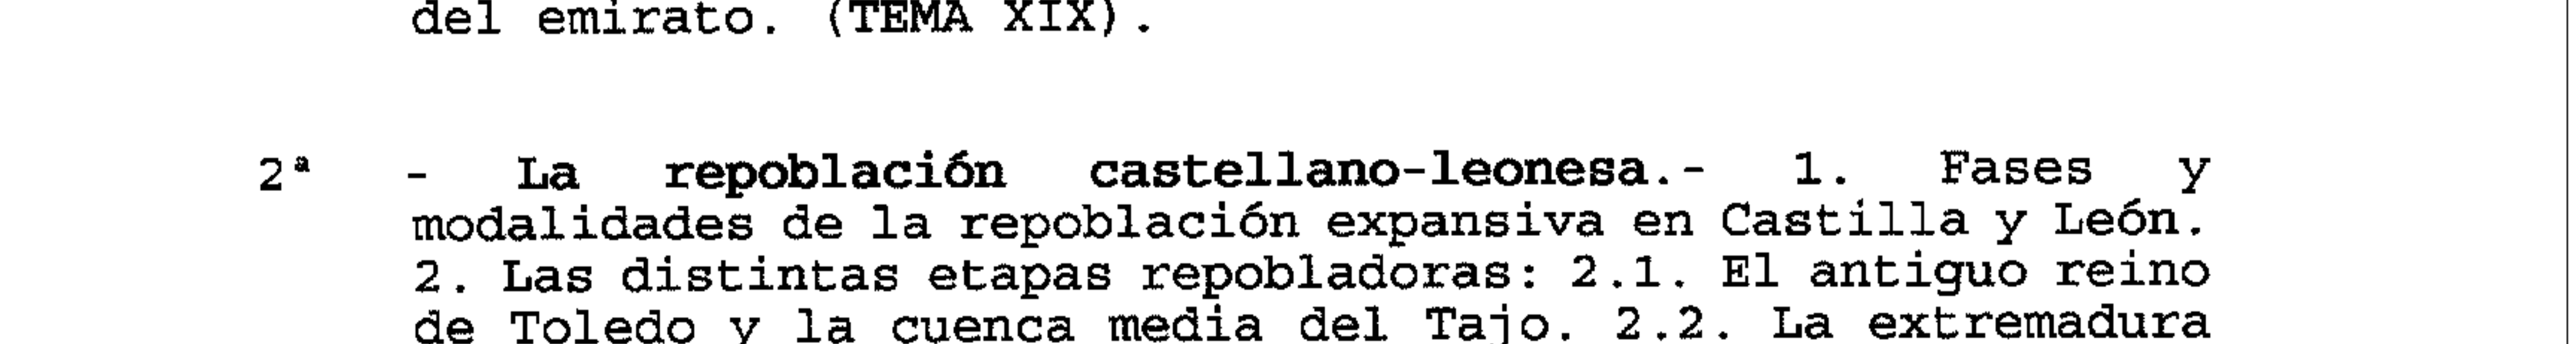 del emirato. (TEMA XIX).
2ª - La repoblación castellano-leonesa.- 1. Fases y
modalidades de la repoblación expansiva en Castilla y León.
2. Las distintas etapas repobladoras: 2.1. El antiguo reino
de Toledo y la cuenca media del Tajo. 2.2. La extremadura